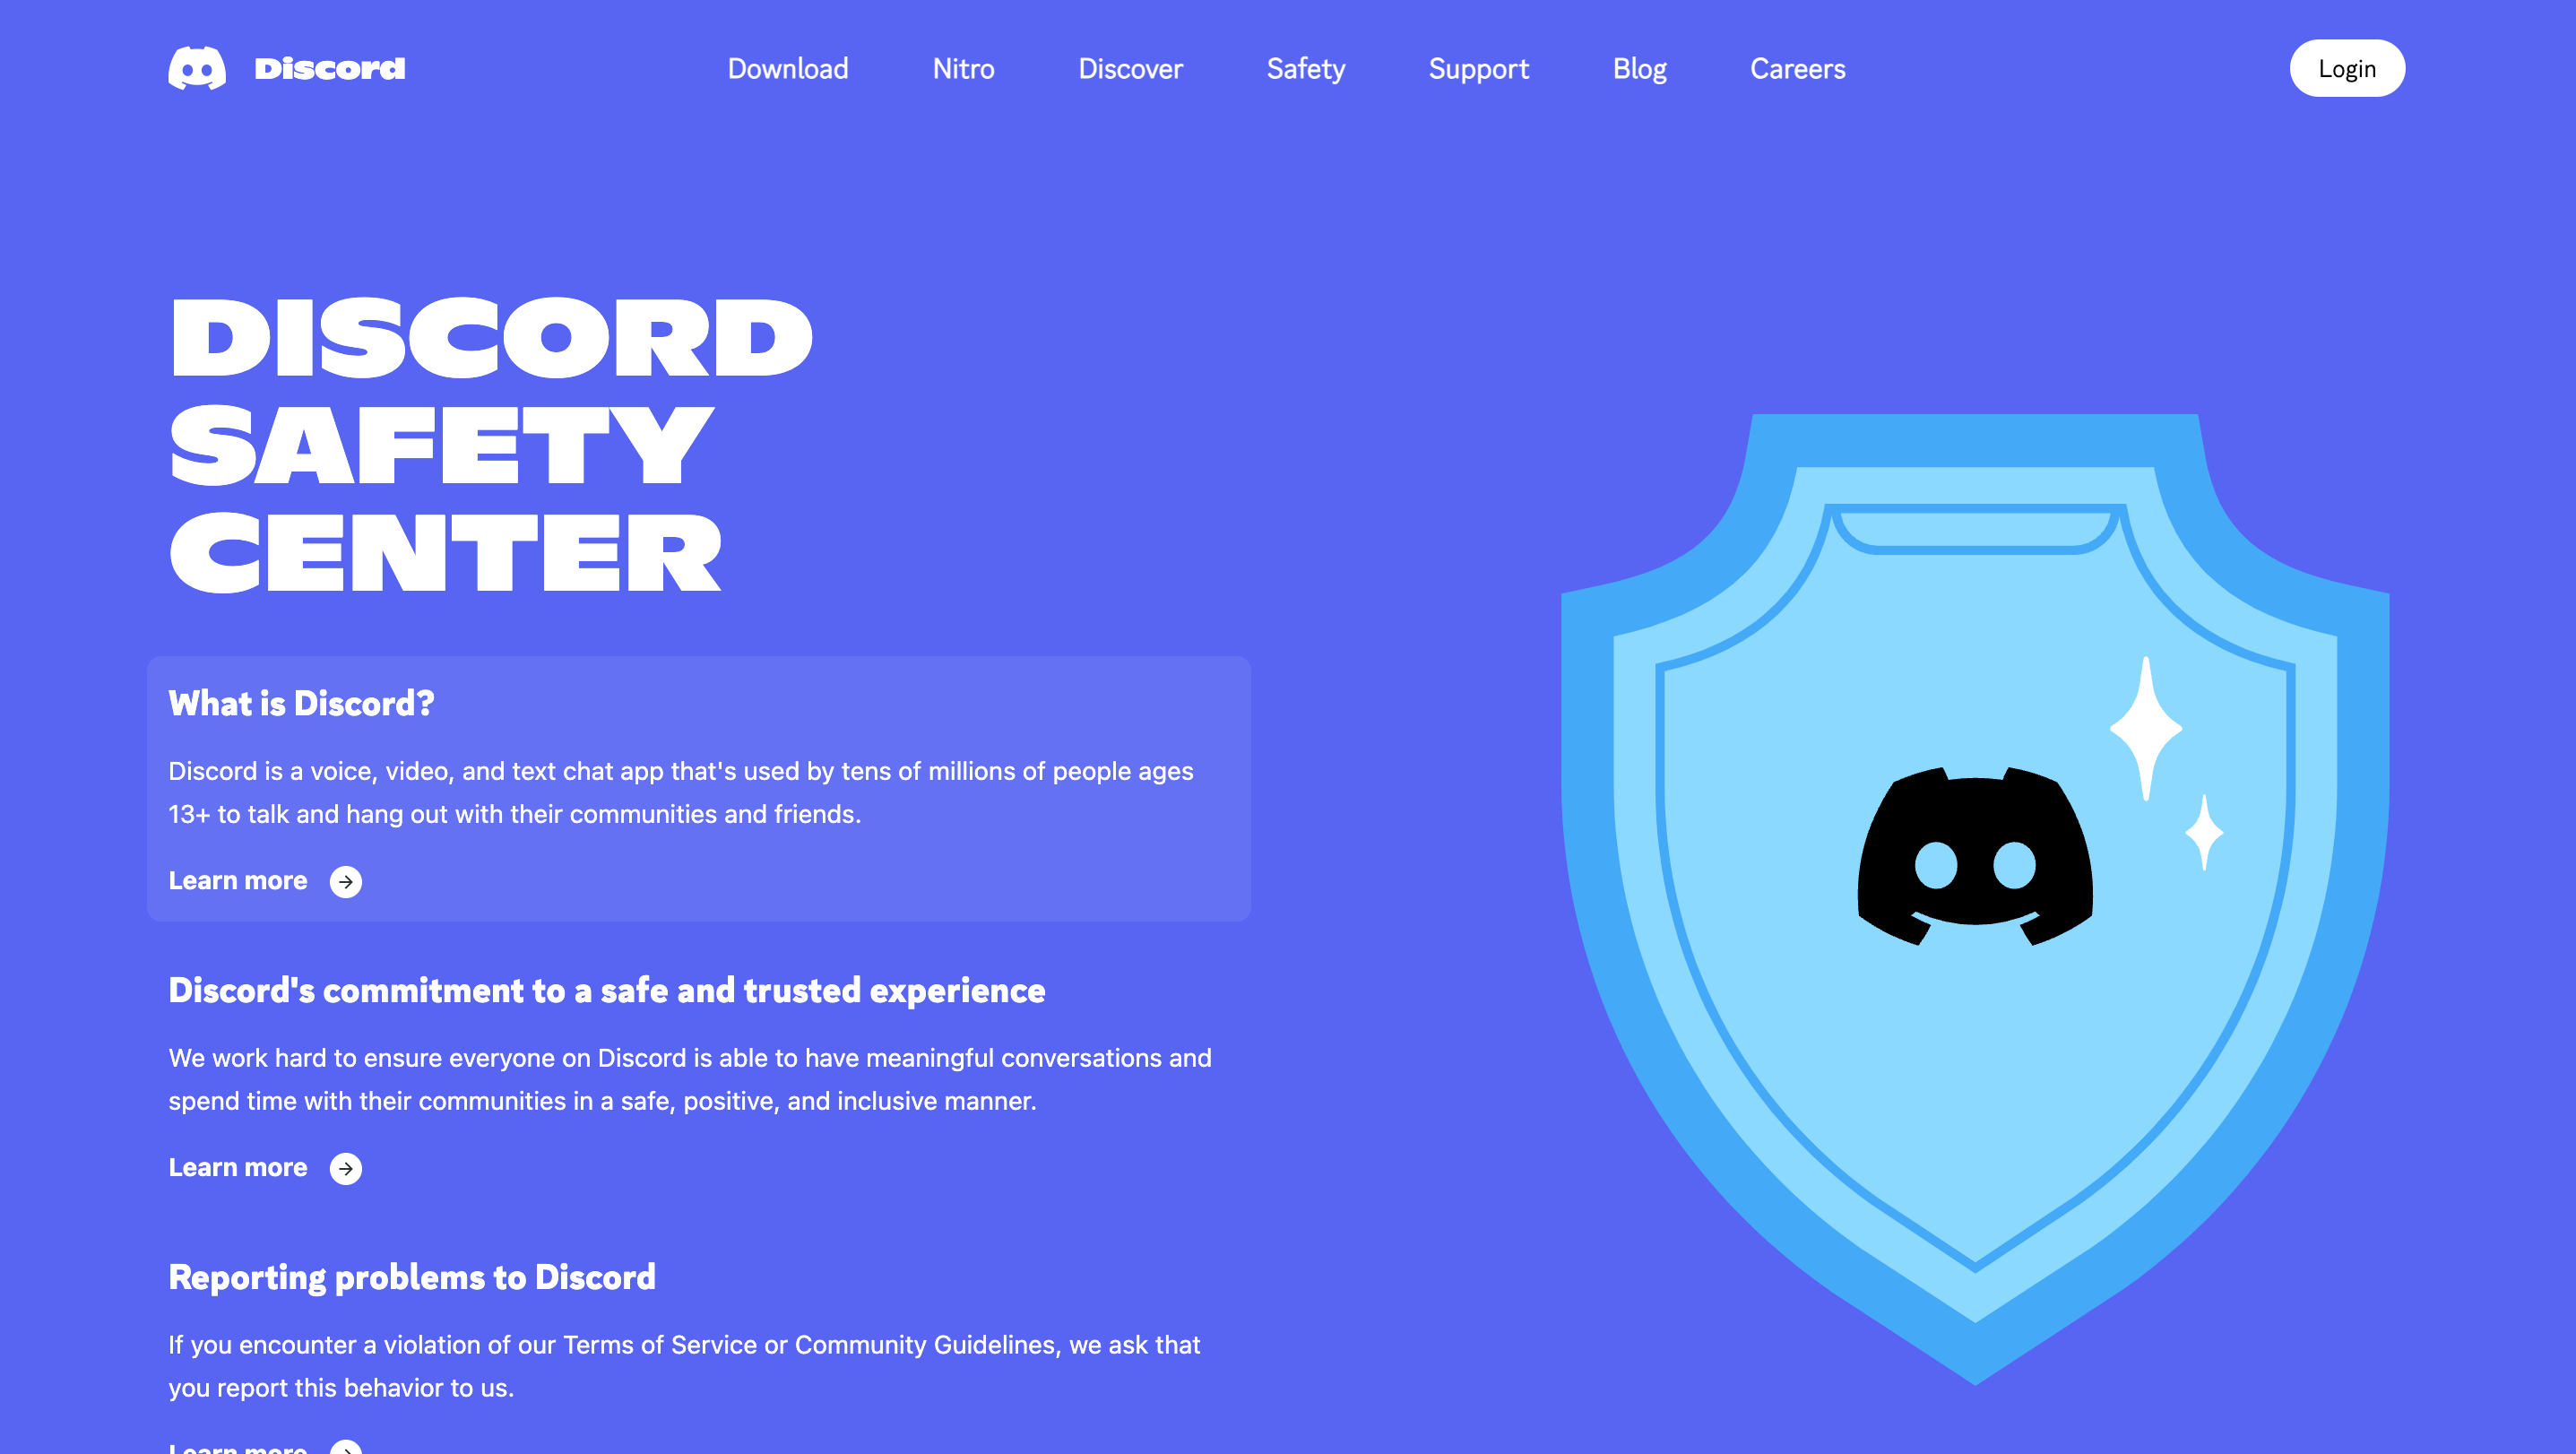 Discord
Download
Nitro
Discover
Safety
Support
Blog
Careers
Login
DISCORD
SAFETY
CENTER
What is Discord?
Discord is a voice, video, and text chat app that's used by tens of millions of people ages
13+ to talk and hang out with their communities and friends.
Learn more
Discord's commitment to a safe and trusted experience
We work hard to ensure everyone on Discord is able to have meaningful conversations and
spend time with their communities in a safe, positive, and inclusive manner.
Learn more
Reporting problems to Discord
If you encounter a violation of our Terms of Service or Community Guidelines, we ask that
you report this behavior to us.
Learn more